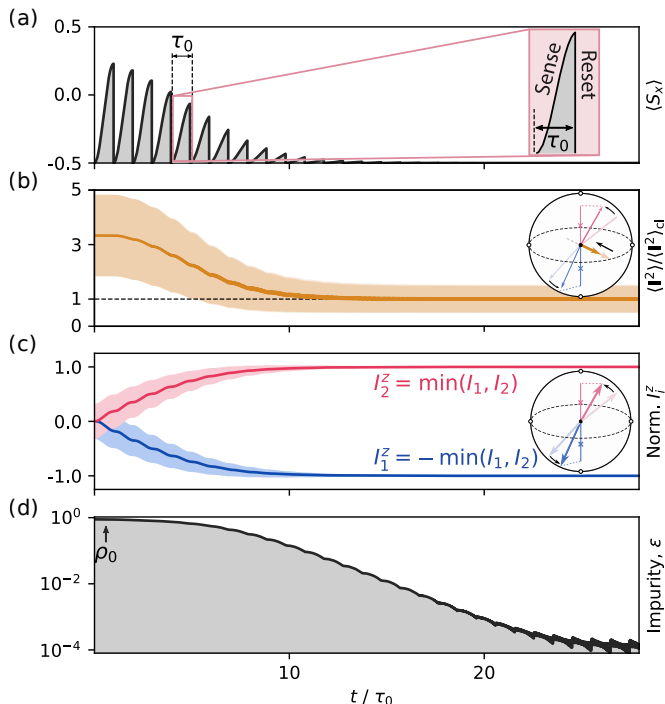 (a)
0.5
0.0
-0.5
τ₀
Sense
Reset
τ₀
⟨Sₓ⟩
(b)
5
3
1
0
⟨I²⟩/⟨I²⟩cl
(c)
1.0
0.0
-1.0
I₂ᶻ = min(I₁, I₂)
I₁ᶻ = −min(I₁, I₂)
Norm. Iᵢᶻ
(d)
10⁰
10⁻²
10⁻⁴
ρ₀
Impurity, ε
10
20
t / τ₀